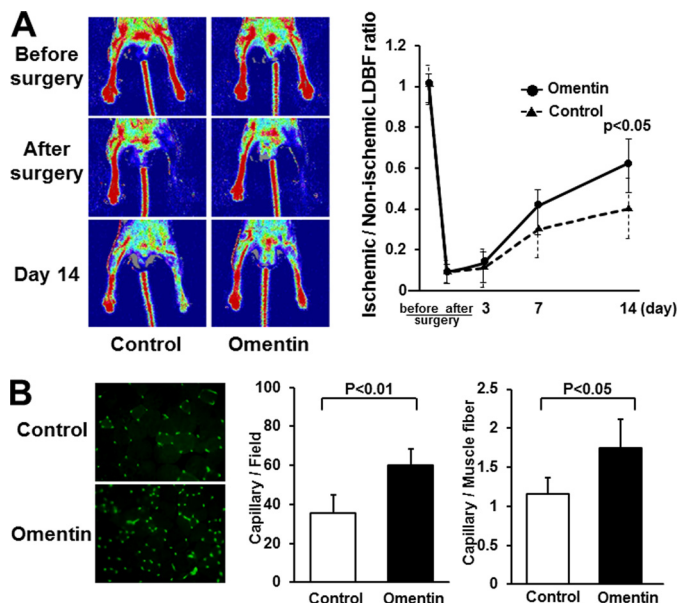 A
Before
surgery
After
surgery
Day 14
Control
Omentin
Ischemic / Non-ischemic LDBF ratio
1.2
1
0.8
0.6
0.4
0.2
0
Omentin
Control
p<0.05
before after
surgery
3
7
14 (day)
B
Control
Omentin
Capillary / Field
100
80
60
40
20
0
P<0.01
Control
Omentin
Capillary / Muscle fiber
2.5
2
1.5
1
0.5
0
P<0.05
Control
Omentin